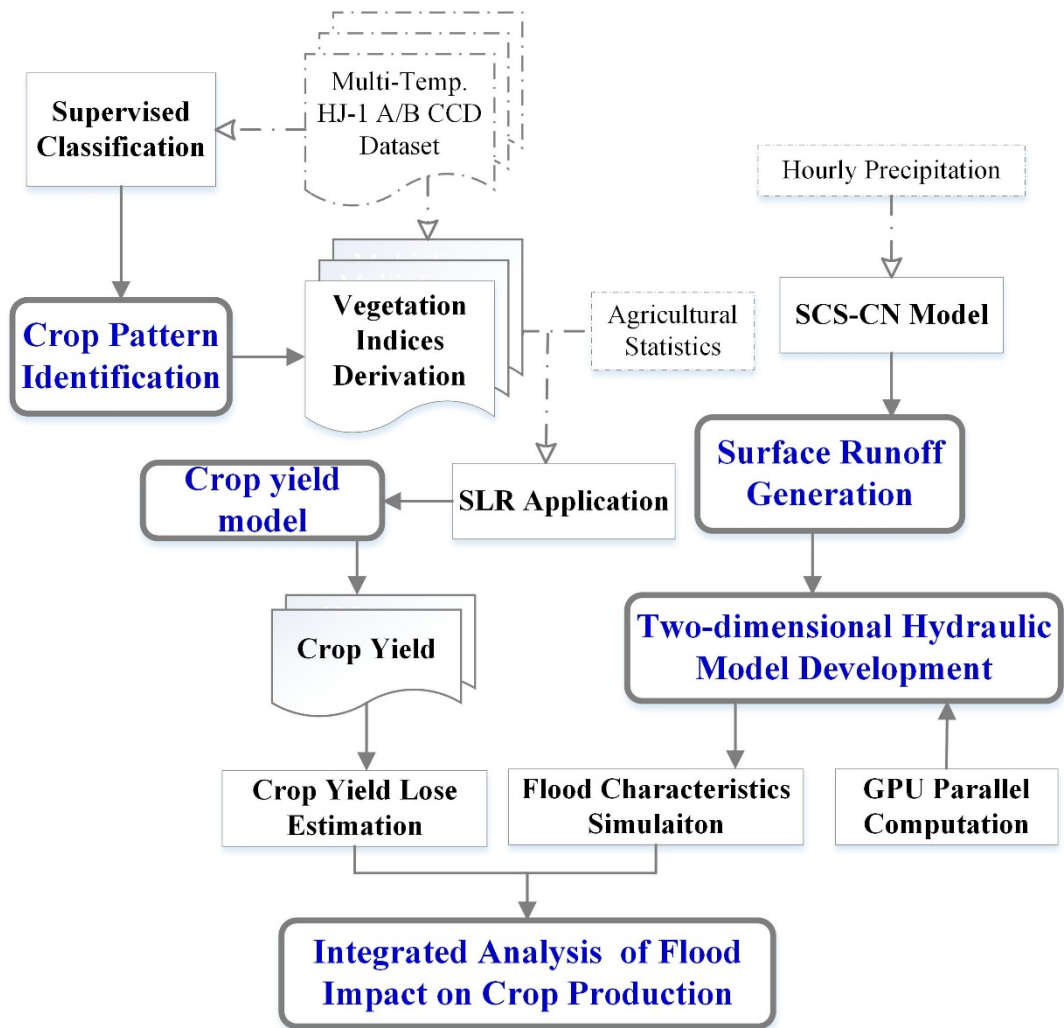 Multi-Temp.
HJ-1 A/B CCD
Dataset
Supervised
Classification
Hourly Precipitation
Crop Pattern
Identification
Vegetation
Indices
Derivation
Agricultural
Statistics
SCS-CN Model
Crop yield
model
SLR Application
Surface Runoff
Generation
Crop Yield
Two-dimensional Hydraulic
Model Development
Crop Yield Lose
Estimation
Flood Characteristics
Simulaiton
GPU Parallel
Computation
Integrated Analysis of Flood
Impact on Crop Production